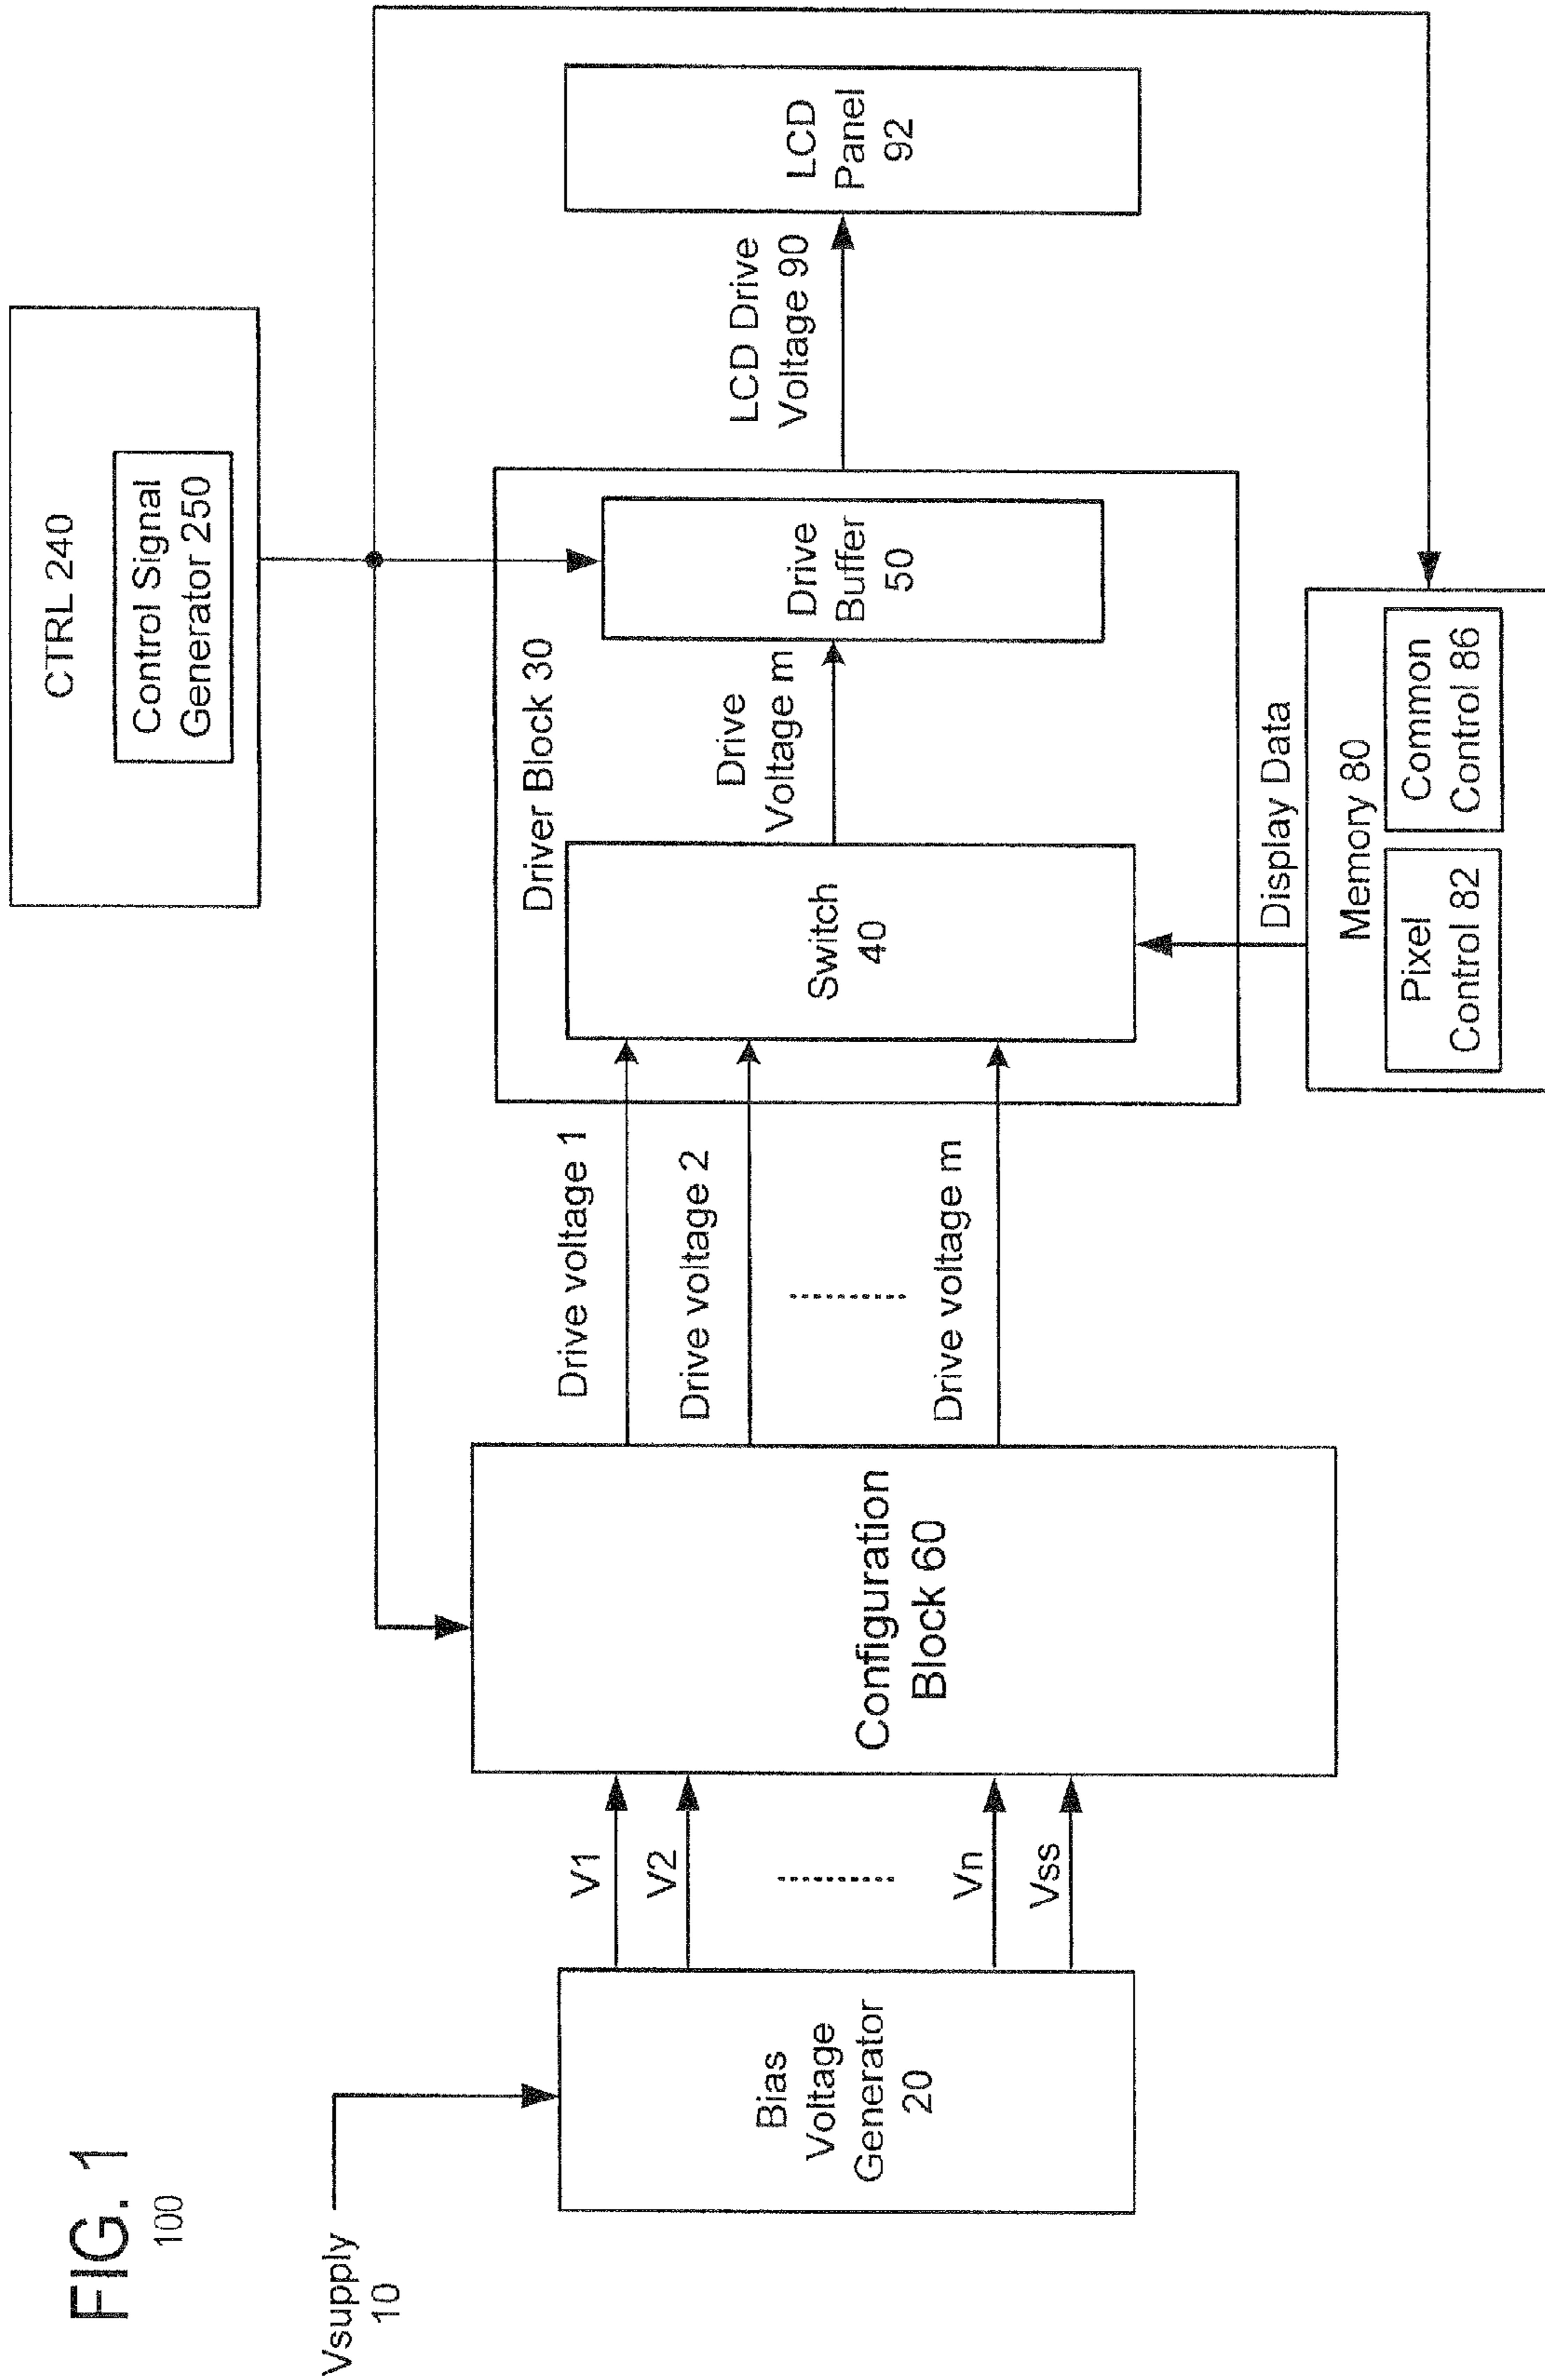 FIG. 1
100
CTRL 240
Control Signal
Generator 250
Vsupply
10
Bias
Voltage
Generator
20
V1
V2
Vn
Vss
Configuration
Block 60
Drive voltage 1
Drive voltage 2
Drive voltage m
Driver Block 30
Switch
40
Drive
Voltage m
Drive
Buffer
50
LCD Drive
Voltage 90
LCD
Panel
92
Display Data
Memory 80
Pixel
Control 82
Common
Control 86